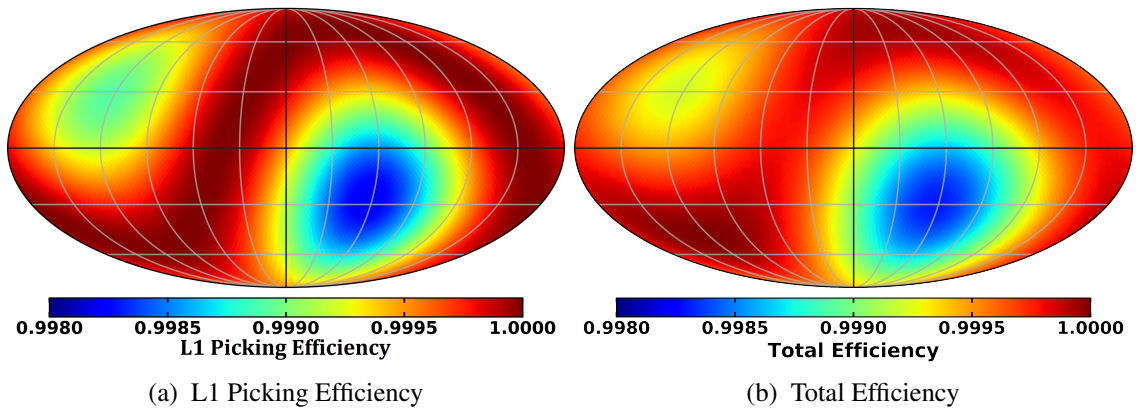 0.9980 0.9985 0.9990 0.9995 1.0000
L1 Picking Efficiency
(a) L1 Picking Efficiency
0.9980 0.9985 0.9990 0.9995 1.0000
Total Efficiency
(b) Total Efficiency